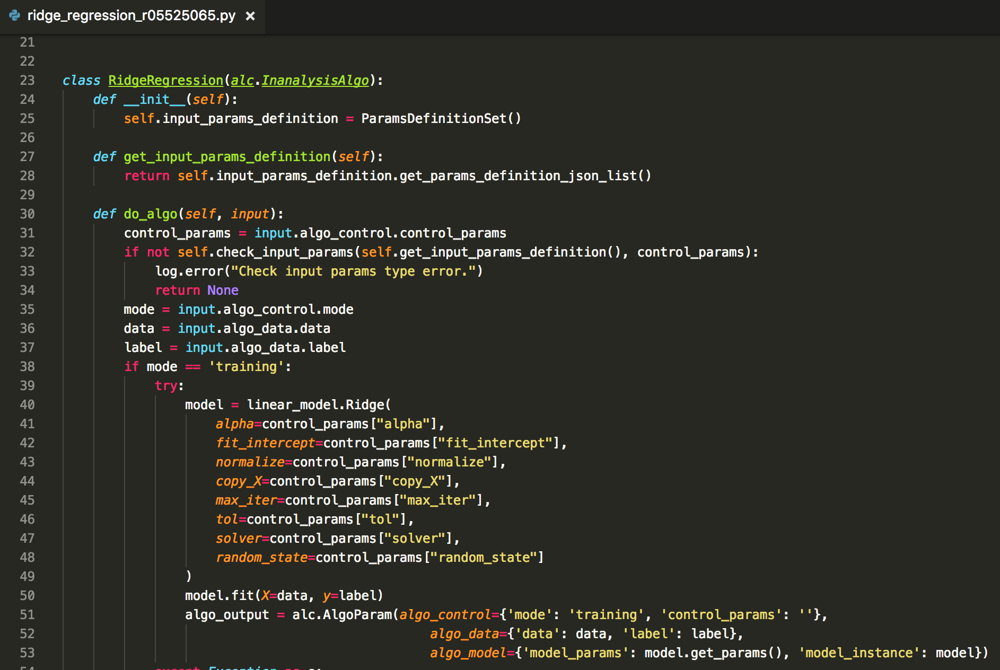 ridge_regression_r05525065.py ×
21
22
23 class RidgeRegression(alc.InanalysisAlgo):
24     def __init__(self):
25         self.input_params_definition = ParamsDefinitionSet()
26
27     def get_input_params_definition(self):
28         return self.input_params_definition.get_params_definition_json_list()
29
30     def do_algo(self, input):
31         control_params = input.algo_control.control_params
32         if not self.check_input_params(self.get_input_params_definition(), control_params):
33             log.error("Check input params type error.")
34             return None
35         mode = input.algo_control.mode
36         data = input.algo_data.data
37         label = input.algo_data.label
38         if mode == 'training':
39             try:
40                 model = linear_model.Ridge(
41                     alpha=control_params["alpha"],
42                     fit_intercept=control_params["fit_intercept"],
43                     normalize=control_params["normalize"],
44                     copy_X=control_params["copy_X"],
45                     max_iter=control_params["max_iter"],
46                     tol=control_params["tol"],
47                     solver=control_params["solver"],
48                     random_state=control_params["random_state"]
49                 )
50                 model.fit(X=data, y=label)
51                 algo_output = alc.AlgoParam(algo_control={'mode': 'training', 'control_params': ''},
52                                                 algo_data={'data': data, 'label': label},
53                                                 algo_model={'model_params': model.get_params(), 'model_instance': model})
54             except Exception as e: